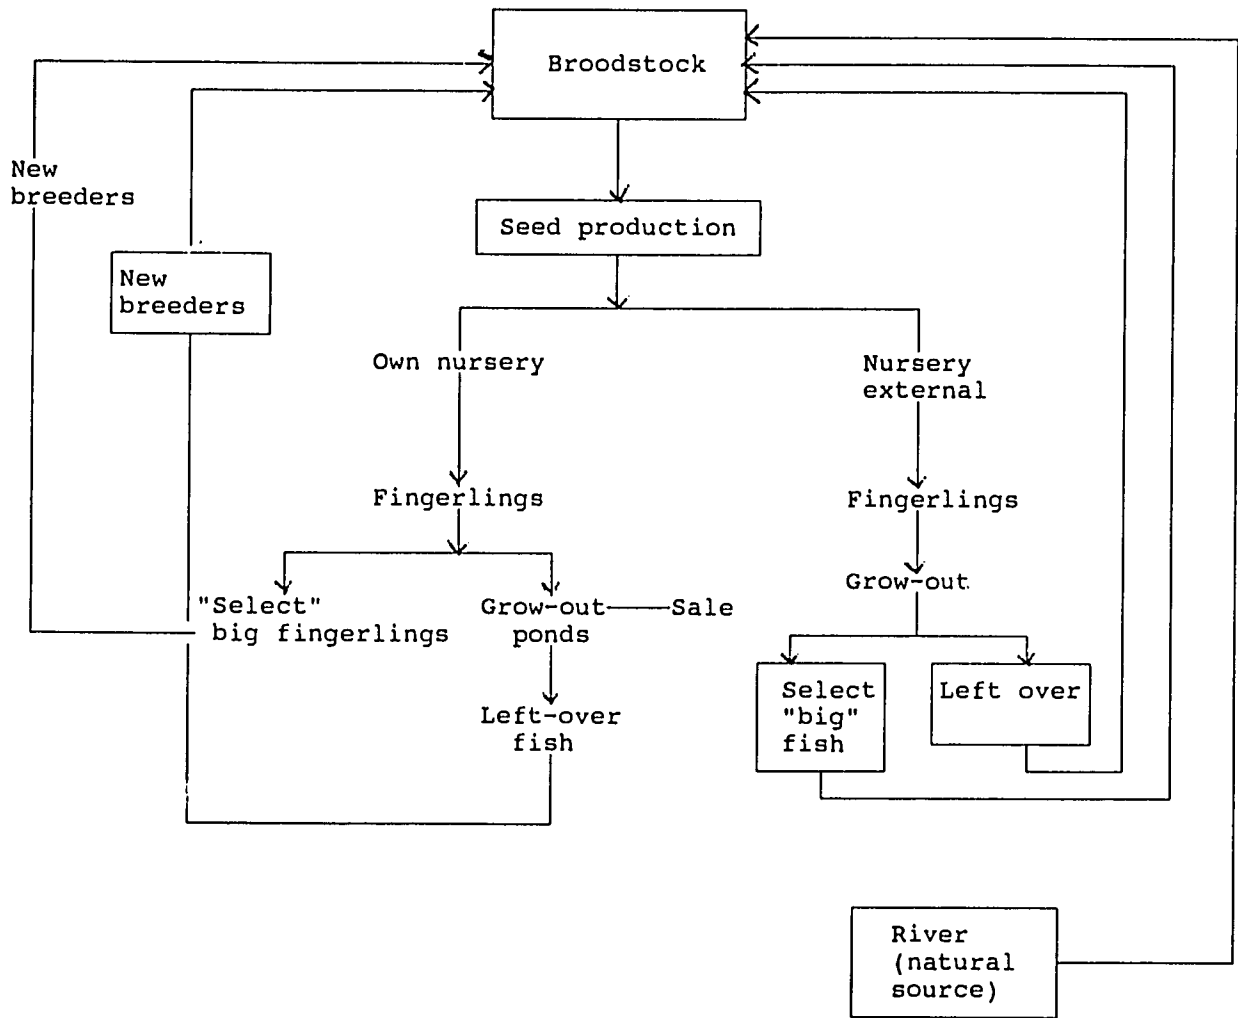 Broodstock
New
breeders
Seed production
New
breeders
Own nursery
Nursery
external
Fingerlings
Fingerlings
Grow-out
"Select"
big fingerlings
Grow-out
ponds
Sale
Left-over
fish
Select
"big"
fish
Left over
River
(natural
source)